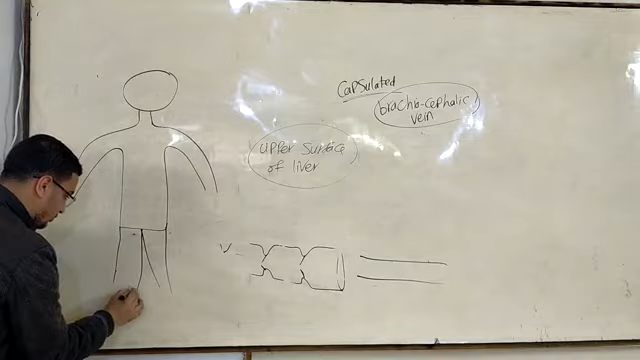 Capsulated
brachio-cephalic
vein
Upper Surface
of liver
V